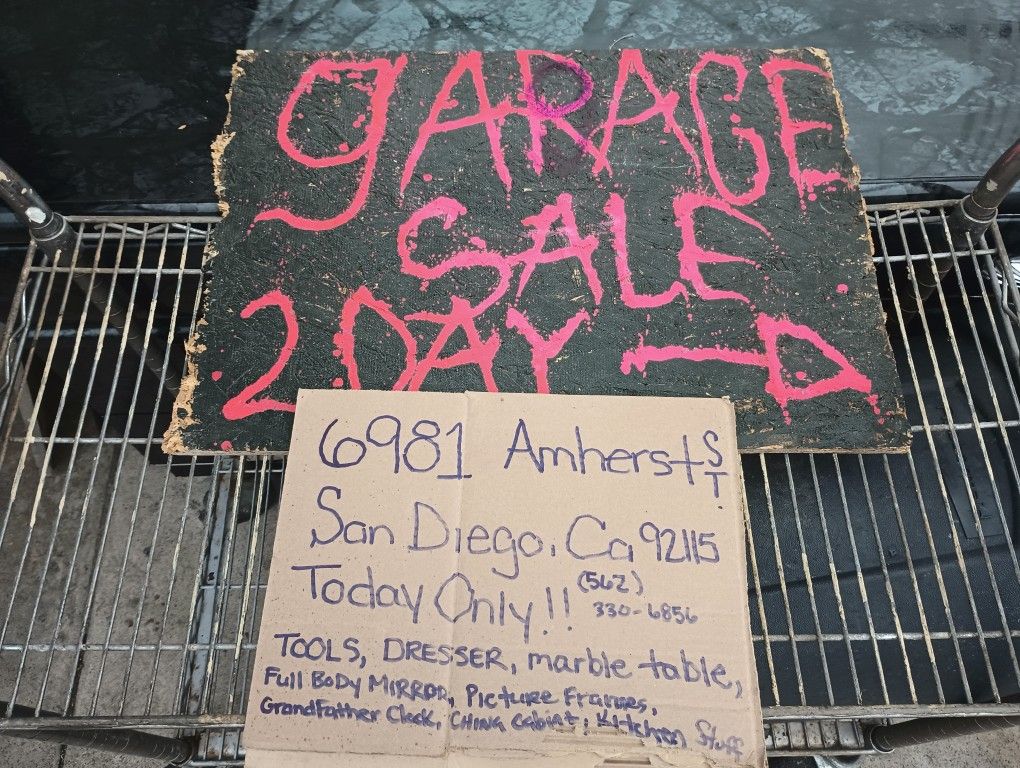 gARAGE
SALE
2DAY
6981 Amherst ST.
San Diego, Ca 92115
Today Only!! (562)
330-6856
TOOLS, DRESSER, marble table,
Full BoDy MIRROR, Picture Frames,
GrandFather Clock, CHINA Cabint, Kitchen Stuff